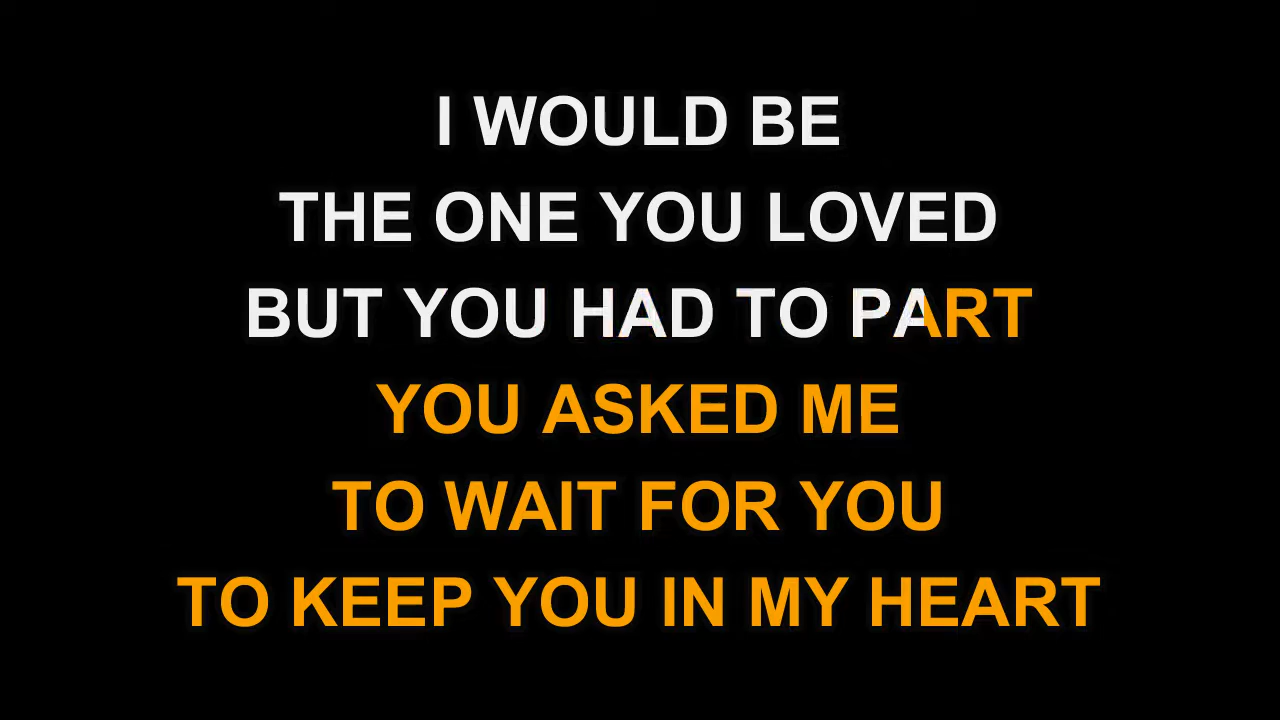 I WOULD BE
THE ONE YOU LOVED
BUT YOU HAD TO PART
YOU ASKED ME
TO WAIT FOR YOU
TO KEEP YOU IN MY HEART